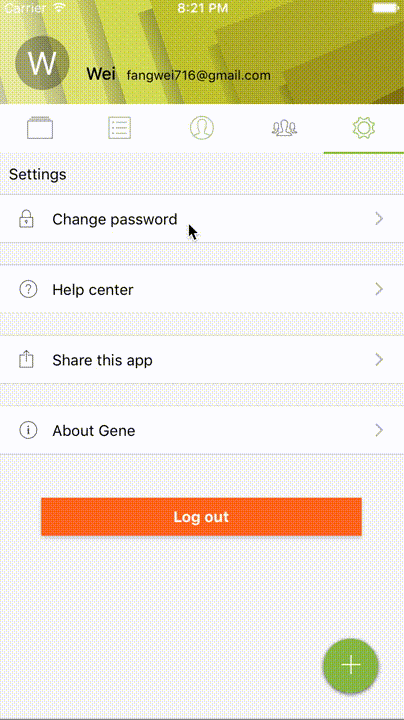 Carrier 8:21 PM
W
Wei fangwei716@gmail.com
Settings
Change password
Help center
Share this app
About Gene
Log out